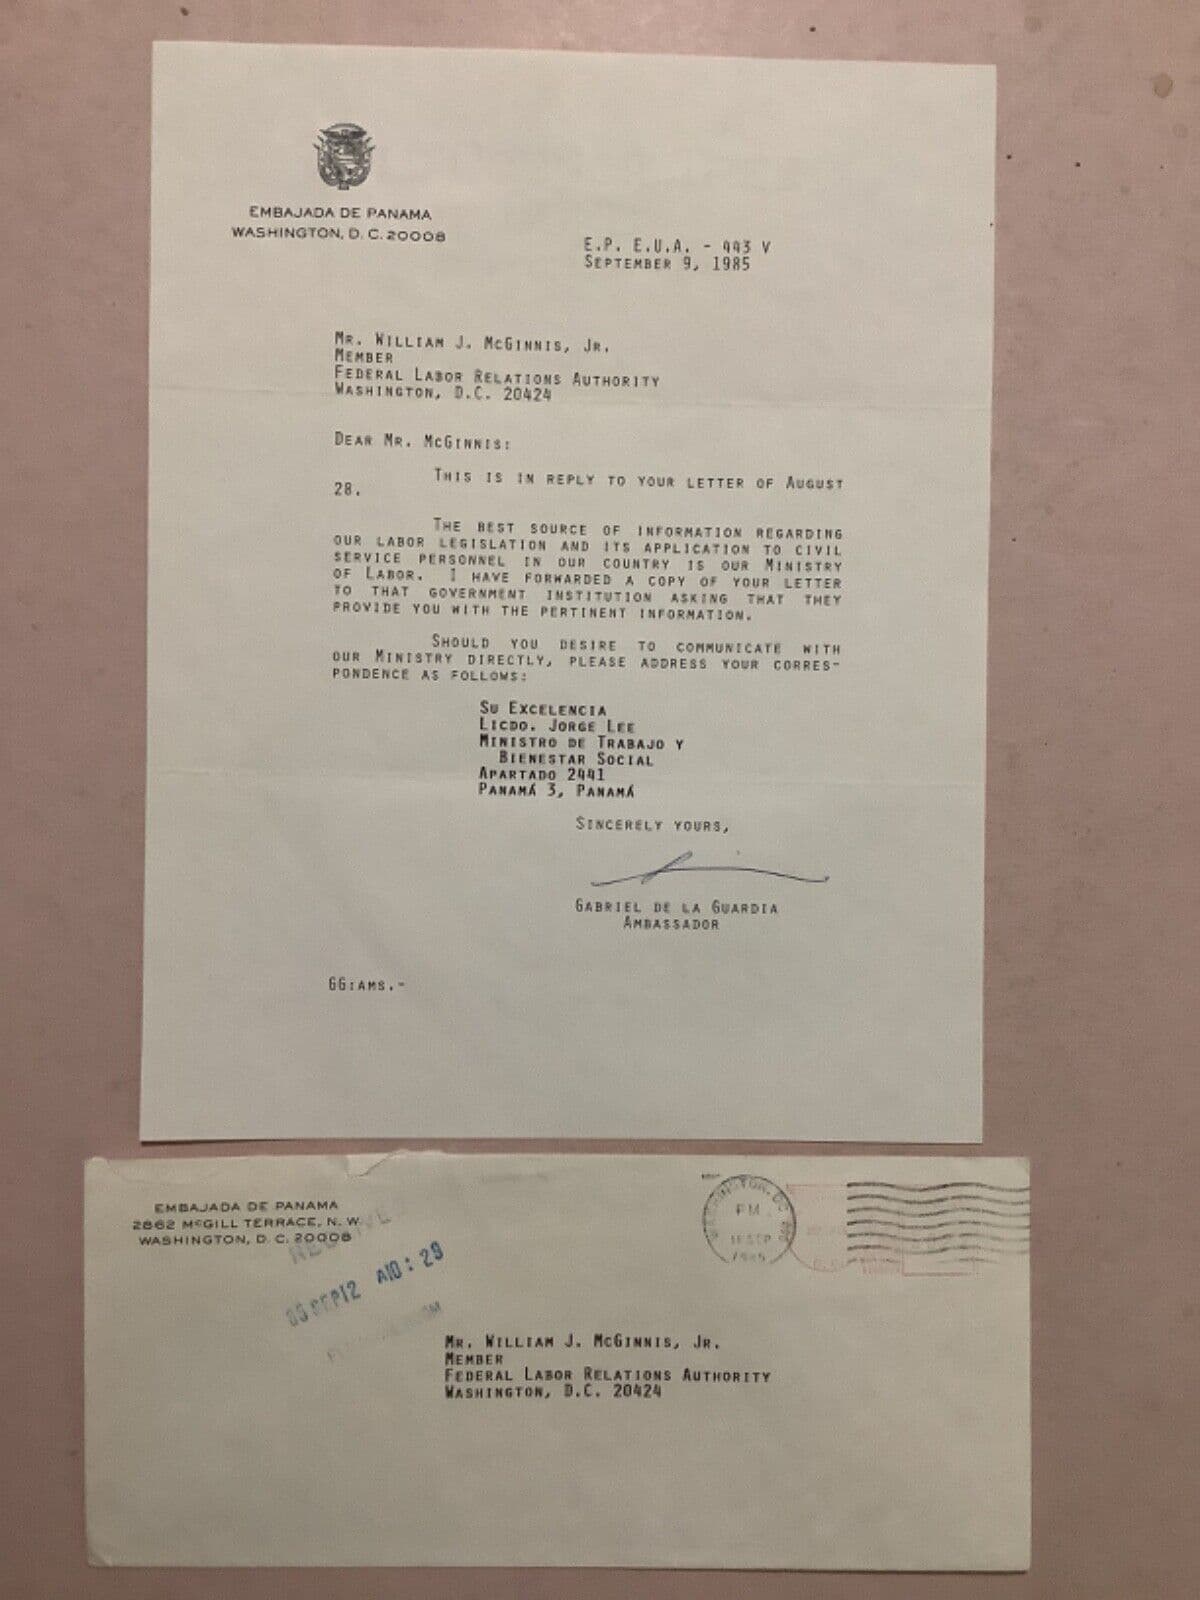 EMBAJADA DE PANAMA
WASHINGTON, D. C. 20008
E.P. E.U.A. - 993 V
SEPTEMBER 9, 1985
MR. WILLIAM J. MCGINNIS, JR.
MEMBER
FEDERAL LABOR RELATIONS AUTHORITY
WASHINGTON, D.C. 20424
DEAR MR. MCGINNIS:
THIS IS IN REPLY TO YOUR LETTER OF AUGUST
28.
THE BEST SOURCE OF INFORMATION REGARDING
OUR LABOR LEGISLATION AND ITS APPLICATION TO CIVIL
SERVICE PERSONNEL IN OUR COUNTRY IS OUR MINISTRY
OF LABOR. I HAVE FORWARDED A COPY OF YOUR LETTER
TO THAT GOVERNMENT INSTITUTION ASKING THAT THEY
PROVIDE YOU WITH THE PERTINENT INFORMATION.
SHOULD YOU DESIRE TO COMMUNICATE WITH
OUR MINISTRY DIRECTLY, PLEASE ADDRESS YOUR CORRES-
PONDENCE AS FOLLOWS:
SU EXCELENCIA
LICDO. JORGE LEE
MINISTRO DE TRABAJO Y
BIENESTAR SOCIAL
APARTADO 2441
PANAMÁ 3, PANAMÁ
SINCERELY YOURS,
GABRIEL DE LA GUARDIA
AMBASSADOR
GG:AMS.-
EMBAJADA DE PANAMA
2862 McGILL TERRACE, N. W.
WASHINGTON, D. C. 20008
RECEIVED
85 SEP12 A10:29
WASHINGTON, D.C.
PM
SEP
1985
MR. WILLIAM J. MCGINNIS, JR.
MEMBER
FEDERAL LABOR RELATIONS AUTHORITY
WASHINGTON, D.C. 20424